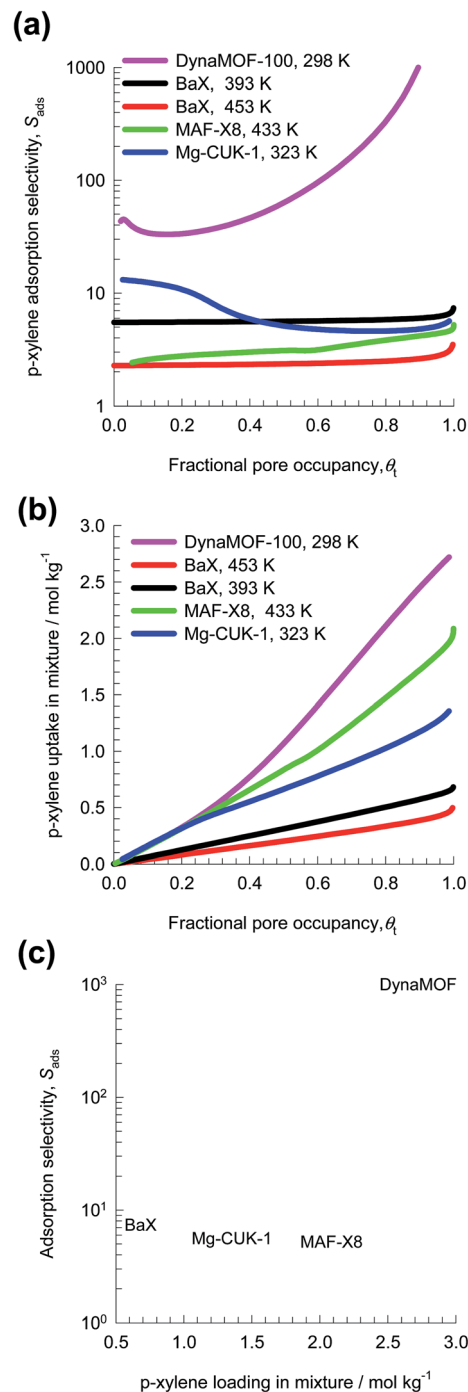 (a)
DynaMOF-100, 298 K
BaX, 393 K
BaX, 453 K
MAF-X8, 433 K
Mg-CUK-1, 323 K
1000
100
10
1
p-xylene adsorption selectivity, Sads
0.0 0.2 0.4 0.6 0.8 1.0
Fractional pore occupancy,θt
(b)
DynaMOF-100, 298 K
BaX, 453 K
BaX, 393 K
MAF-X8, 433 K
Mg-CUK-1, 323 K
3.0
2.5
2.0
1.5
1.0
0.5
0.0
p-xylene uptake in mixture / mol kg⁻¹
0.0 0.2 0.4 0.6 0.8 1.0
Fractional pore occupancy,θt
(c)
10³
10²
10¹
10⁰
Adsorption selectivity, Sads
DynaMOF
BaX
Mg-CUK-1
MAF-X8
0.5 1.0 1.5 2.0 2.5 3.0
p-xylene loading in mixture / mol kg⁻¹